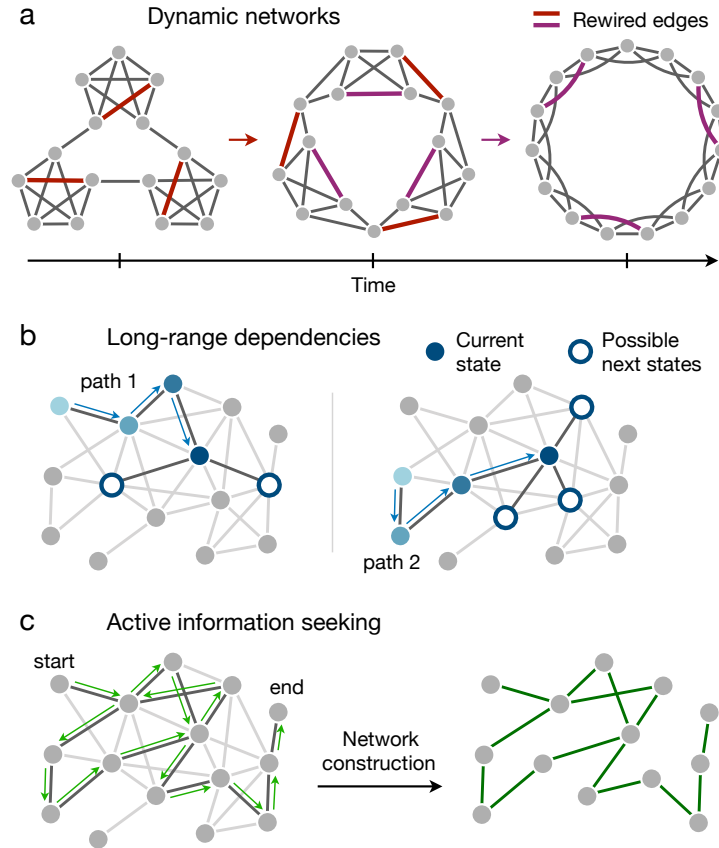 a Dynamic networks
Rewired edges
Time
b Long-range dependencies
Current
state
Possible
next states
path 1
path 2
c Active information seeking
start
end
Network
construction